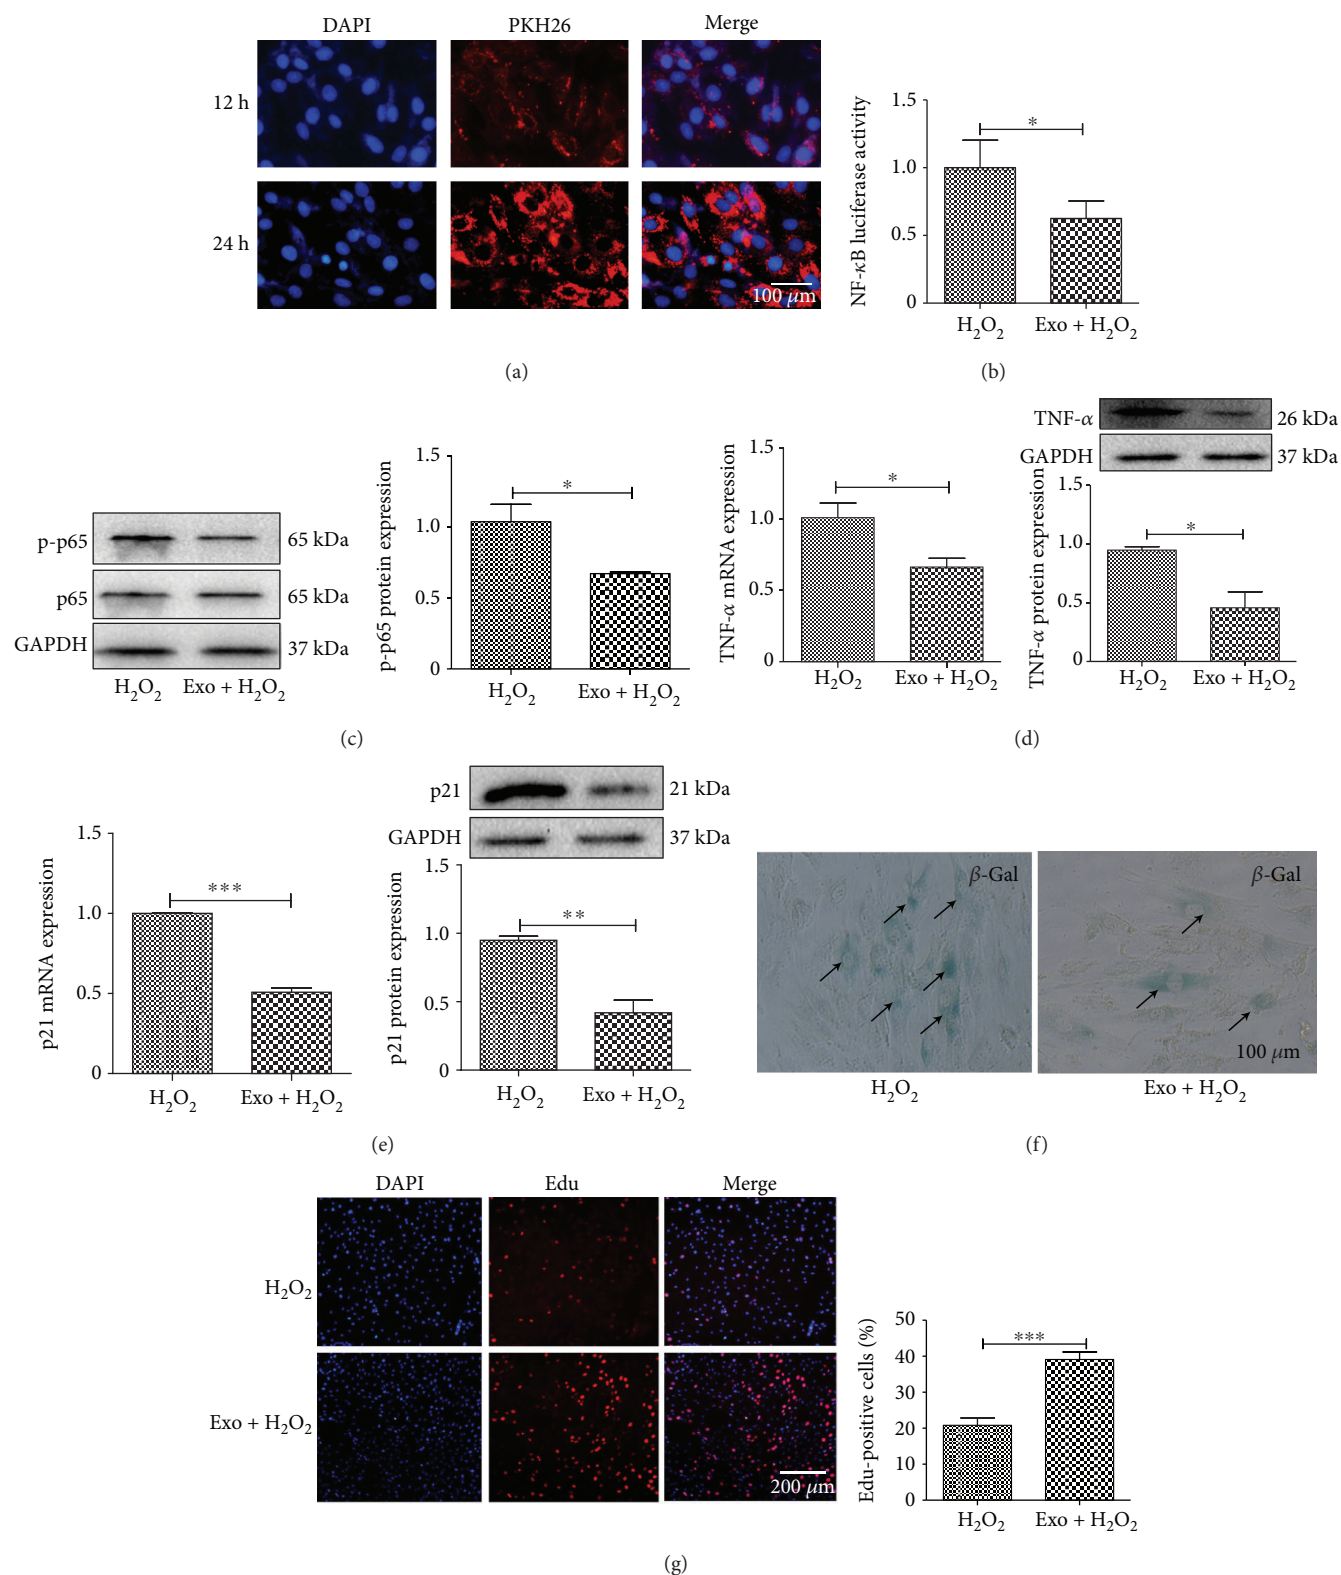 DAPI PKH26 Merge
12 h
24 h
100 μm
(a)
NF-κB luciferase activity
1.5
1.0
0.5
0
*
H₂O₂ Exo + H₂O₂
(b)
p-p65 65 kDa
p65 65 kDa
GAPDH 37 kDa
H₂O₂ Exo + H₂O₂
p-p65 protein expression
1.5
1.0
0.5
0
*
H₂O₂ Exo + H₂O₂
(c)
TNF-α mRNA expression
1.5
1.0
0.5
0
*
H₂O₂ Exo + H₂O₂
TNF-α 26 kDa
GAPDH 37 kDa
TNF-α protein expression
1.5
1.0
0.5
0
*
H₂O₂ Exo + H₂O₂
(d)
p21 mRNA expression
1.5
1.0
0.5
0
***
H₂O₂ Exo + H₂O₂
p21 21 kDa
GAPDH 37 kDa
p21 protein expression
1.5
1.0
0.5
0
**
H₂O₂ Exo + H₂O₂
(e)
β-Gal β-Gal
100 μm
H₂O₂ Exo + H₂O₂
(f)
DAPI Edu Merge
H₂O₂
Exo + H₂O₂
200 μm
Edu-positive cells (%)
50
40
30
20
10
0
***
H₂O₂ Exo + H₂O₂
(g)